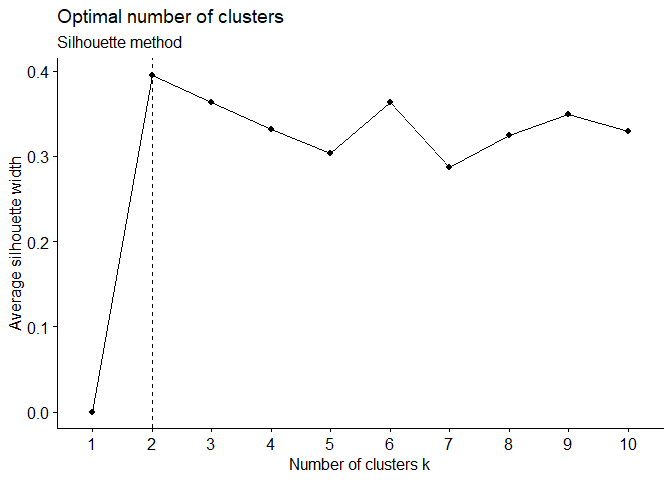 Optimal number of clusters
Silhouette method
Average silhouette width
0.4
0.3
0.2
0.1
0.0
1 2 3 4 5 6 7 8 9 10
Number of clusters k